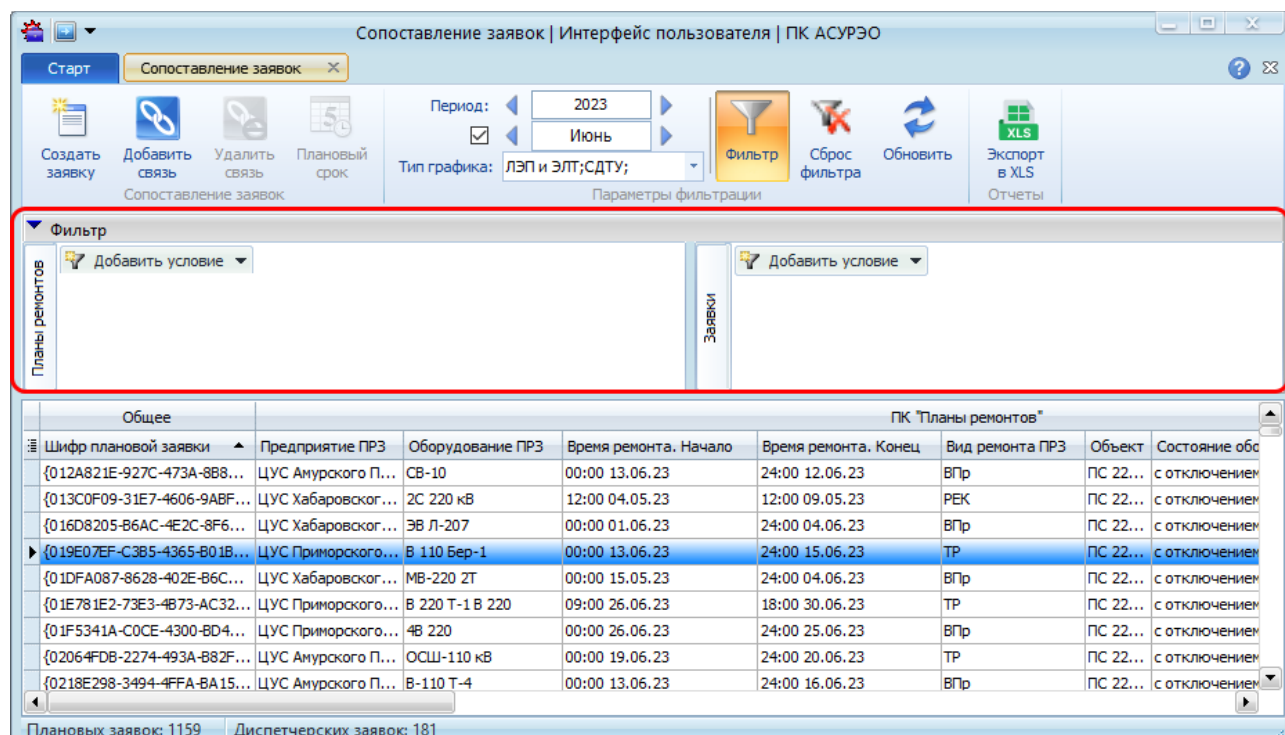 Сопоставление заявок | Интерфейс пользователя | ПК АСУРЭО
Старт Сопоставление заявок
Создать заявку Добавить связь Удалить связь Плановый срок
Сопоставление заявок
Период: 2023
Июнь
Тип графика: ЛЭП и ЭЛТ;СДТУ;
Фильтр Сброс фильтра Обновить
Параметры фильтрации
XLS
Экспорт в XLS
Отчеты
Фильтр
Планы ремонтов
Добавить условие
Заявки
Добавить условие
Общее ПК "Планы ремонтов"
Шифр плановой заявки Предприятие ПРЗ Оборудование ПРЗ Время ремонта. Начало Время ремонта. Конец Вид ремонта ПРЗ Объект Состояние обо
{012A821E-927C-473A-8B8... ЦУС Амурского П... СВ-10 00:00 13.06.23 24:00 12.06.23 ВПр ПС 22... с отключением
{013C0F09-31E7-4606-9ABF... ЦУС Хабаровског... 2С 220 кВ 12:00 04.05.23 12:00 09.05.23 РЕК ПС 22... с отключением
{016D8205-B6AC-4E2C-8F6... ЦУС Хабаровског... ЭВ Л-207 00:00 01.06.23 24:00 04.06.23 ВПр ПС 22... с отключением
{019E07EF-C3B5-4365-B01B... ЦУС Приморского... В 110 Бер-1 00:00 13.06.23 24:00 15.06.23 ТР ПС 22... с отключением
{01DFA087-8628-402E-B6C... ЦУС Хабаровског... МВ-220 2Т 00:00 15.05.23 24:00 04.06.23 ВПр ПС 22... с отключением
{01E781E2-73E3-4B73-AC32... ЦУС Приморского... В 220 Т-1 В 220 09:00 26.06.23 18:00 30.06.23 ТР ПС 22... с отключением
{01F5341A-C0CE-4300-BD4... ЦУС Приморского... 4В 220 00:00 26.06.23 24:00 25.06.23 ВПр ПС 22... с отключением
{02064FDB-2274-493A-B82F... ЦУС Амурского П... ОСШ-110 кВ 00:00 19.06.23 24:00 20.06.23 ТР ПС 22... с отключением
{0218E298-3494-4FFA-BA15... ЦУС Амурского П... В-110 Т-4 00:00 13.06.23 24:00 16.06.23 ВПр ПС 22... с отключением
Плановых заявок: 1159 Диспетчерских заявок: 181